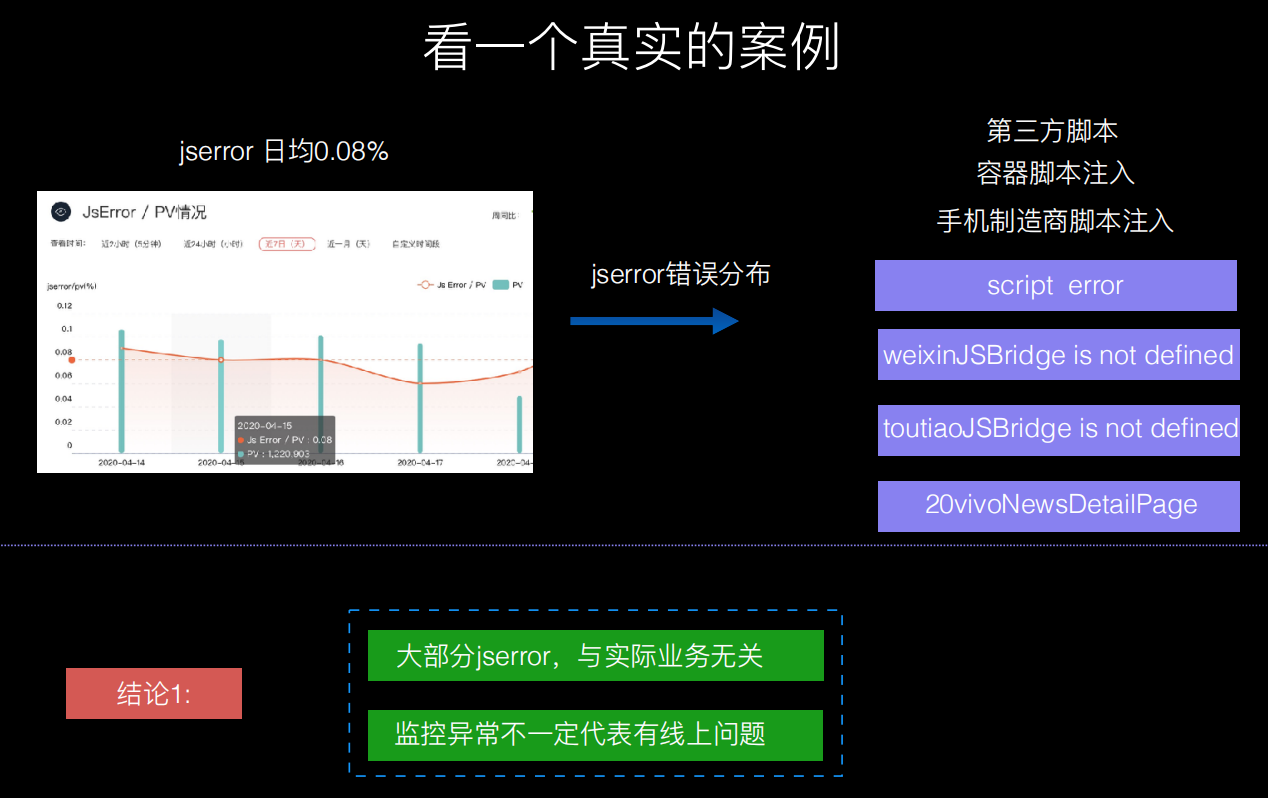 看一个真实的案例
jserror 日均0.08%
JsError / PV情况
周同比:
查看时间: 近2小时 (5分钟) 近24小时 (小时) 近7日 (天) 近一月 (天) 自定义时间段
jserror/pv(%)
Js Error / PV PV
0.12
0.1
0.08
0.06
0.04
0.02
0
2020-04-15
Js Error / PV : 0.08
PV : 1,220,903
2020-04-14 2020-04-15 2020-04-16 2020-04-17 2020-04-
jserror错误分布
第三方脚本
容器脚本注入
手机制造商脚本注入
script error
weixinJSBridge is not defined
toutiaoJSBridge is not defined
20vivoNewsDetailPage
结论1:
大部分jserror，与实际业务无关
监控异常不一定代表有线上问题